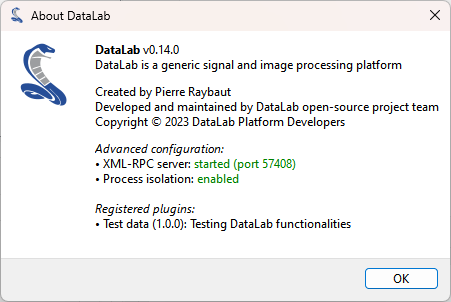 About DataLab
DataLab v0.14.0
DataLab is a generic signal and image processing platform
Created by Pierre Raybaut
Developed and maintained by DataLab open-source project team
Copyright © 2023 DataLab Platform Developers
Advanced configuration:
• XML-RPC server: started (port 57408)
• Process isolation: enabled
Registered plugins:
• Test data (1.0.0): Testing DataLab functionalities
OK